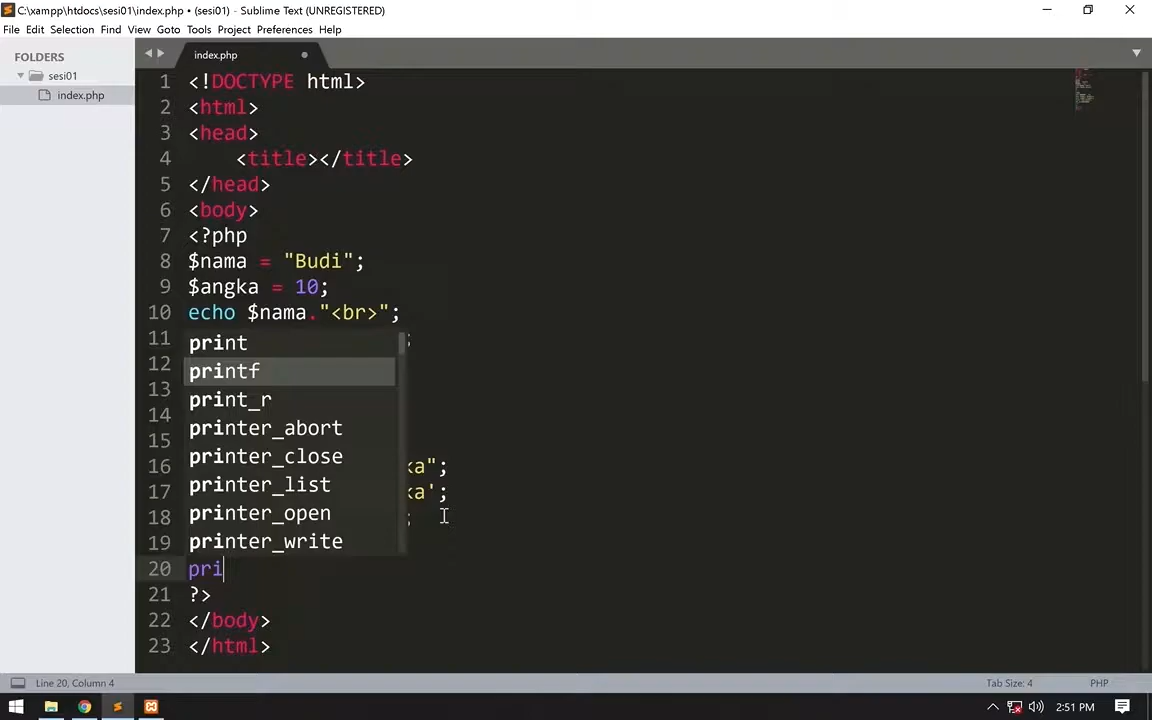 C:\xampp\htdocs\sesi01\index.php • (sesi01) - Sublime Text (UNREGISTERED)
File Edit Selection Find View Goto Tools Project Preferences Help
FOLDERS
sesi01
index.php
index.php
1 <!DOCTYPE html>
2 <html>
3 <head>
4 <title></title>
5 </head>
6 <body>
7 <?php
8 $nama = "Budi";
9 $angka = 10;
10 echo $nama."<br>";
11 ;
12
13
14
15
16 ka";
17 ka';
18 ;
19
print
printf
print_r
printer_abort
printer_close
printer_list
printer_open
printer_write
20 pri
21 ?>
22 </body>
23 </html>
Line 20, Column 4
Tab Size: 4
PHP
2:51 PM